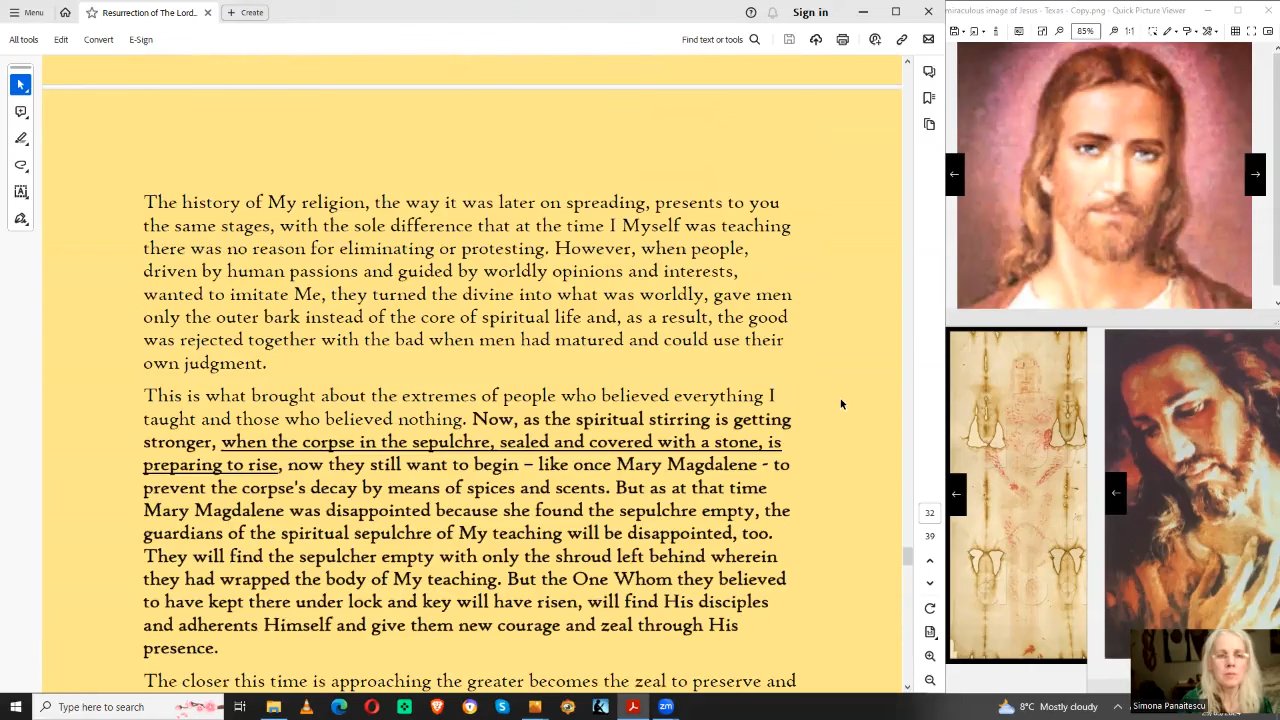 Menu
Resurrection of The Lord...
Create
Sign in
miraculous image of Jesus - Texas - Copy.png - Quick Picture Viewer
All tools
Edit
Convert
E-Sign
Find text or tools
85%
1:1
The history of My religion, the way it was later on spreading, presents to you
the same stages, with the sole difference that at the time I Myself was teaching
there was no reason for eliminating or protesting. However, when people,
driven by human passions and guided by worldly opinions and interests,
wanted to imitate Me, they turned the divine into what was worldly, gave men
only the outer bark instead of the core of spiritual life and, as a result, the good
was rejected together with the bad when men had matured and could use their
own judgment.
This is what brought about the extremes of people who believed everything I
taught and those who believed nothing. Now, as the spiritual stirring is getting
stronger, when the corpse in the sepulchre, sealed and covered with a stone, is
preparing to rise, now they still want to begin – like once Mary Magdalene - to
prevent the corpse's decay by means of spices and scents. But as at that time
Mary Magdalene was disappointed because she found the sepulchre empty, the
guardians of the spiritual sepulchre of My teaching will be disappointed, too.
They will find the sepulcher empty with only the shroud left behind wherein
they had wrapped the body of My teaching. But the One Whom they believed
to have kept there under lock and key will have risen, will find His disciples
and adherents Himself and give them new courage and zeal through His
presence.
The closer this time is approaching the greater becomes the zeal to preserve and
32
39
Type here to search
8°C Mostly cloudy
Simona Panaitescu